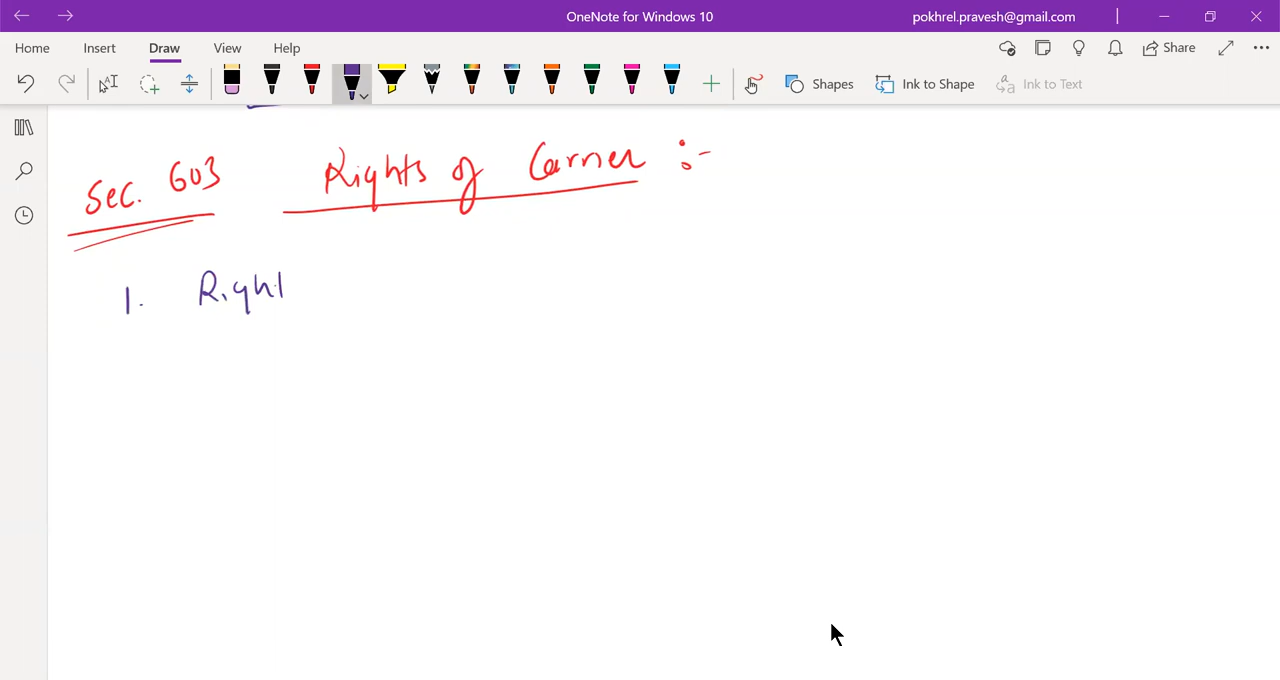 OneNote for Windows 10
pokhrel.pravesh@gmail.com
Home Insert Draw View Help
Share
Shapes Ink to Shape Ink to Text
Sec. 603 Rights of Carrier :-
1. Right